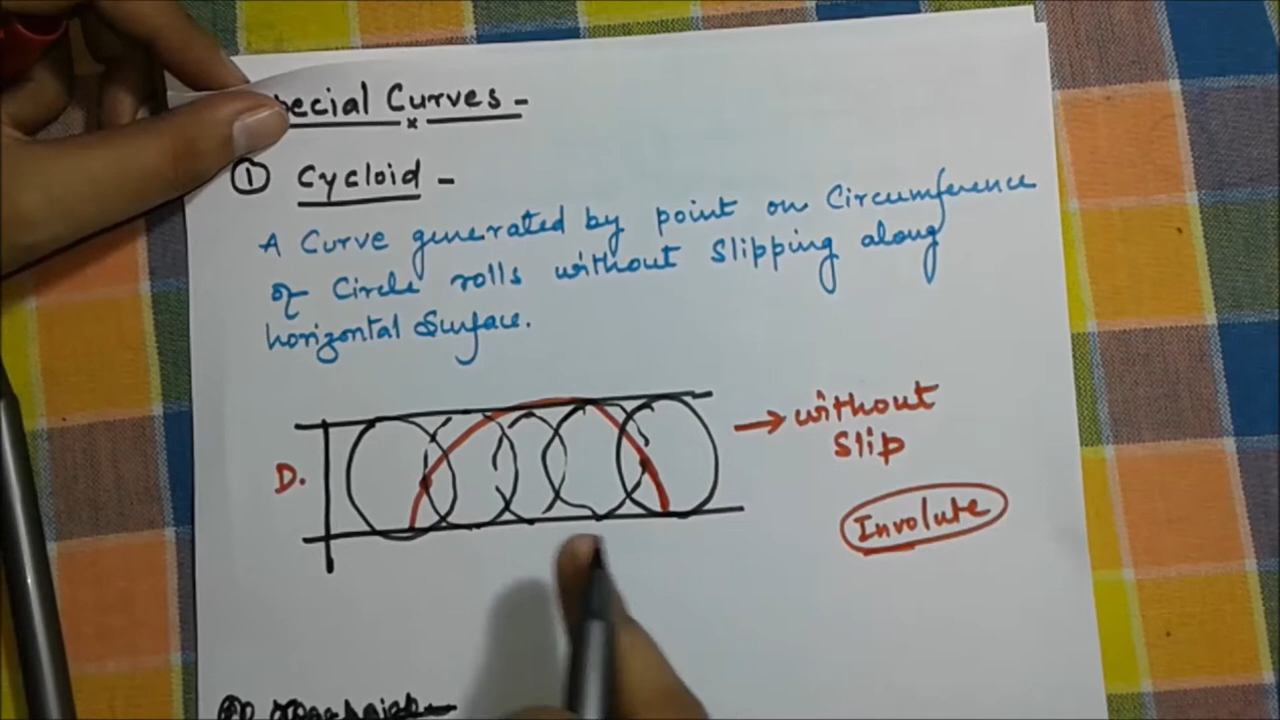 pecial Curves -
① Cycloid -
A Curve generated by point on Circumference
of Circle rolls without Slipping along
horizontal Surface.
D.
→ without
Slip
Involute